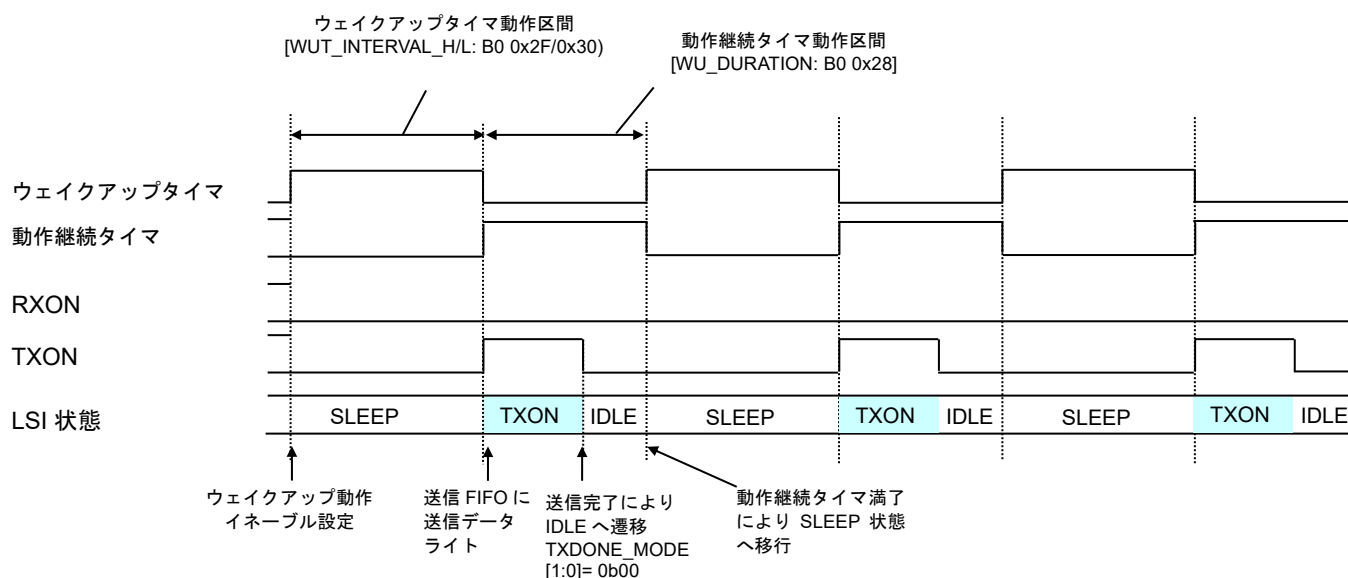 ウェイクアップタイマ動作区間
[WUT_INTERVAL_H/L: B0 0x2F/0x30)
動作継続タイマ動作区間
[WU_DURATION: B0 0x28]
ウェイクアップタイマ
動作継続タイマ
RXON
TXON
LSI 状態
SLEEP
TXON
IDLE
SLEEP
TXON
IDLE
SLEEP
TXON
IDLE
ウェイクアップ動作
イネーブル設定
送信 FIFO に
送信データ
ライト
送信完了により
IDLE へ遷移
TXDONE_MODE
[1:0]= 0b00
動作継続タイマ満了
により SLEEP 状態
へ移行